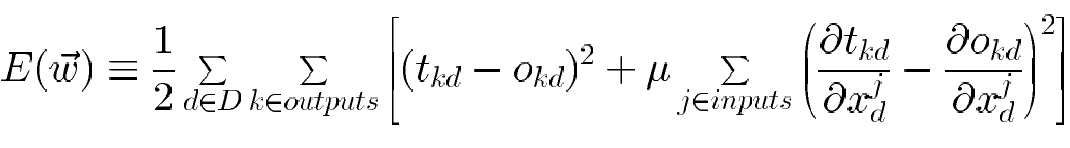 $E(\vec{w}) \equiv \frac{1}{2} \sum_{d \in D} \sum_{k \in outputs} \left[ (t_{kd} - o_{kd})^2 + \mu \sum_{j \in inputs} \left( \frac{\partial t_{kd}}{\partial x_d^j} - \frac{\partial o_{kd}}{\partial x_d^j} \right)^2 \right]$